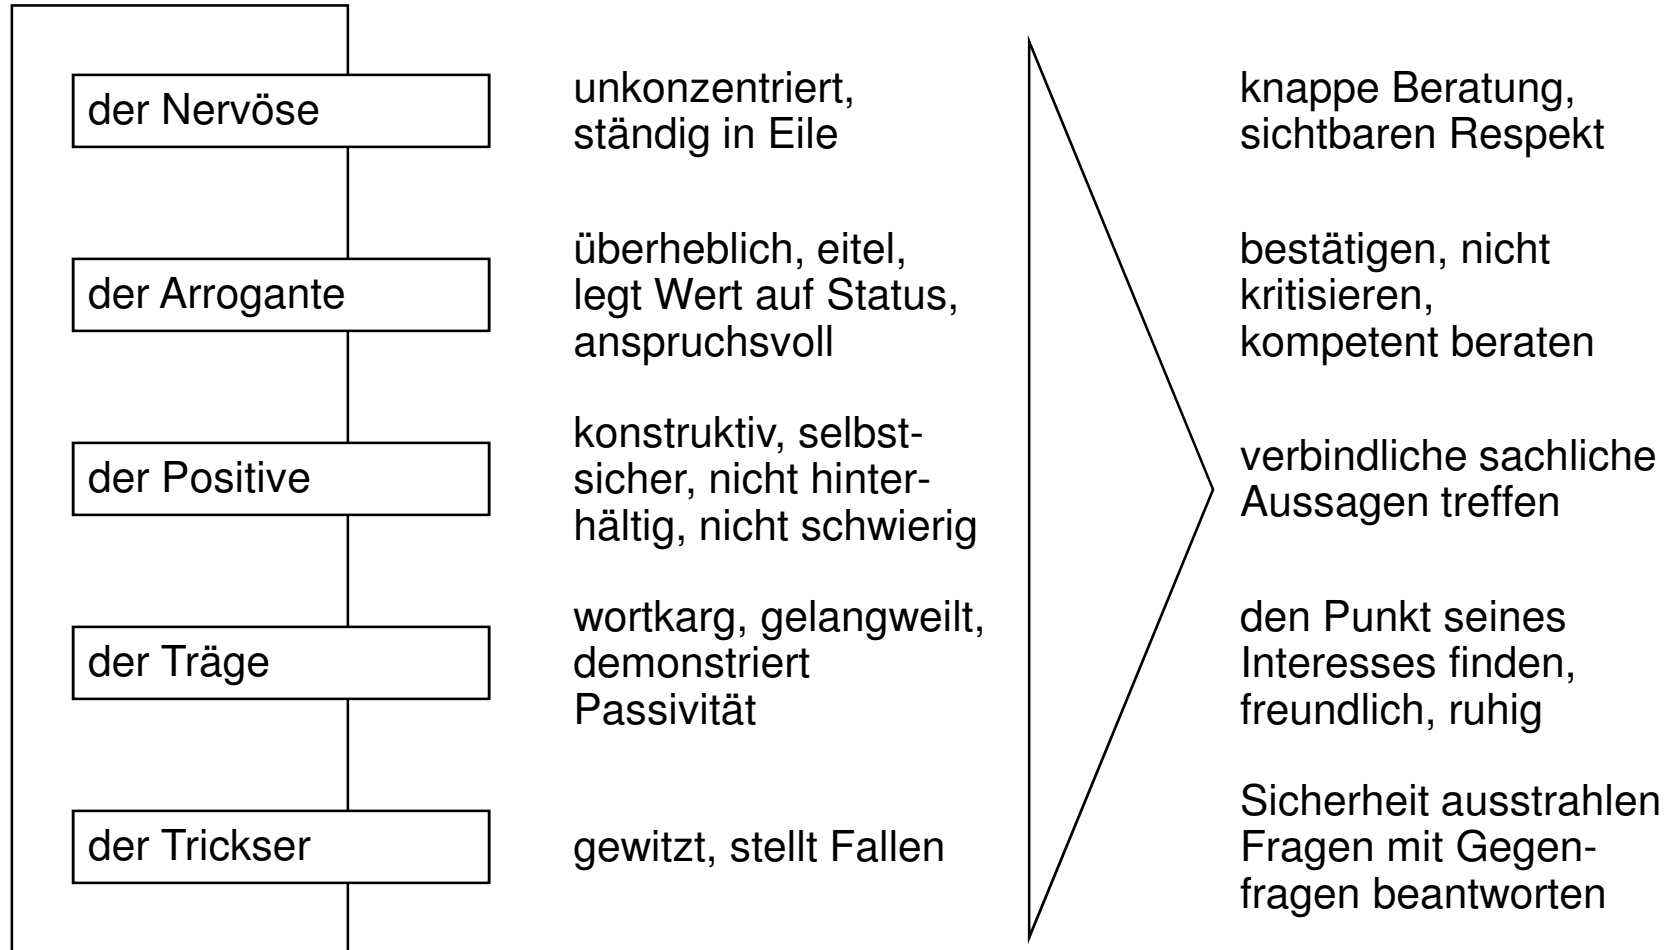 der Nervöse
unkonzentriert,
ständig in Eile
knappe Beratung,
sichtbaren Respekt
der Arrogante
überheblich, eitel,
legt Wert auf Status,
anspruchsvoll
bestätigen, nicht
kritisieren,
kompetent beraten
der Positive
konstruktiv, selbst-
sicher, nicht hinter-
hältig, nicht schwierig
verbindliche sachliche
Aussagen treffen
der Träge
wortkarg, gelangweilt,
demonstriert
Passivität
den Punkt seines
Interesses finden,
freundlich, ruhig
der Trickser
gewitzt, stellt Fallen
Sicherheit ausstrahlen
Fragen mit Gegen-
fragen beantworten